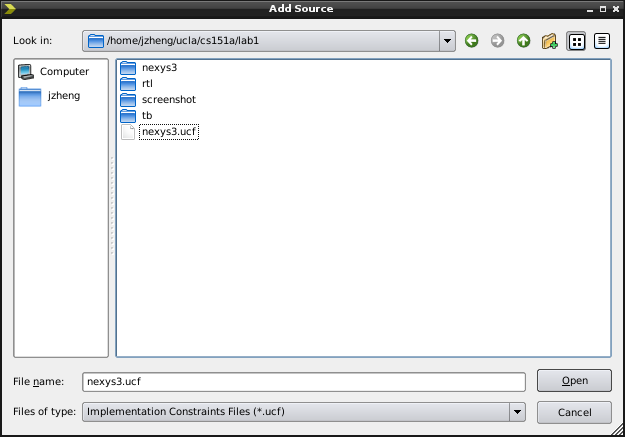 Add Source
Look in: /home/jzheng/ucla/cs151a/lab1
Computer
jzheng
nexys3
rtl
screenshot
tb
nexys3.ucf
File name: nexys3.ucf Open
Files of type: Implementation Constraints Files (*.ucf) Cancel